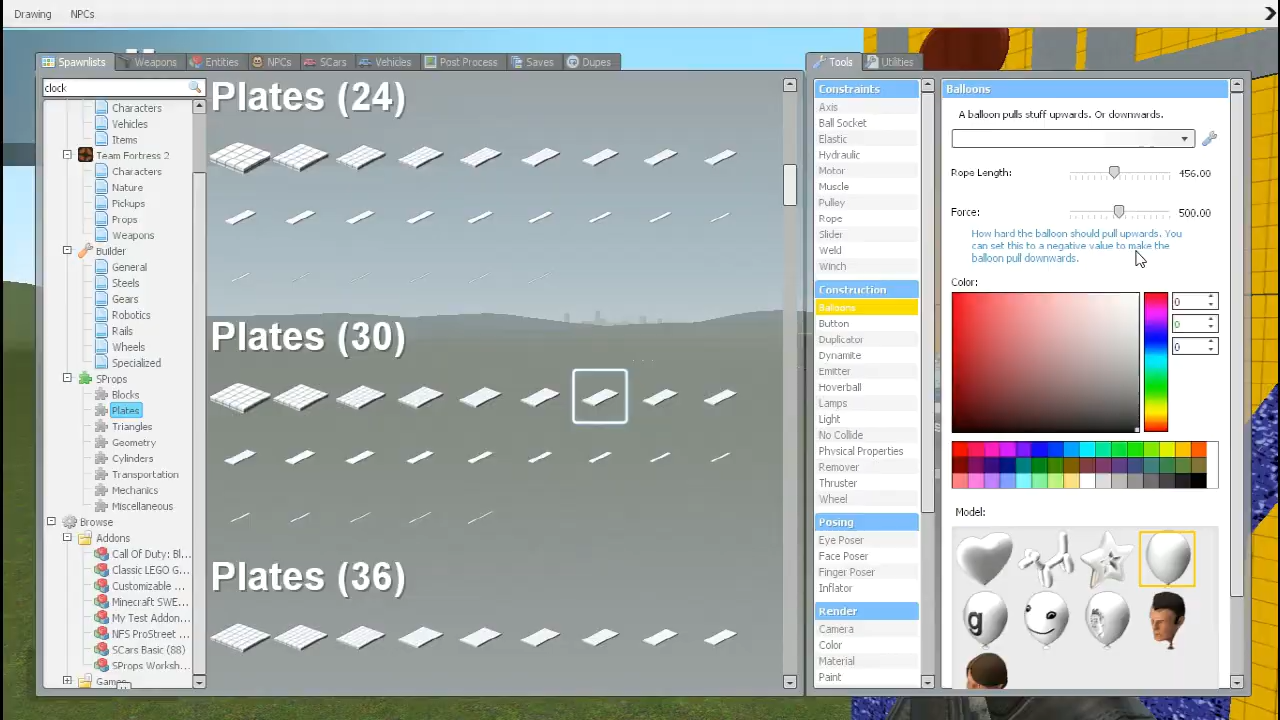 Drawing NPCs
Spawnlists Weapons Entities NPCs SCars Vehicles Post Process Saves Dupes
clock
Characters
Vehicles
Items
Team Fortress 2
Characters
Nature
Pickups
Props
Weapons
Builder
General
Steels
Gears
Robotics
Rails
Wheels
Specialized
SProps
Blocks
Plates
Triangles
Geometry
Cylinders
Transportation
Mechanics
Miscellaneous
Browse
Addons
Call Of Duty: Bl...
Classic LEGO G...
Customizable ...
Minecraft SWE...
My Test Addon...
NFS ProStreet ...
SCars Basic (88)
SProps Worksh...
Games
Plates (24)
Plates (30)
Plates (36)
Tools Utilities
Constraints
Axis
Ball Socket
Elastic
Hydraulic
Motor
Muscle
Pulley
Rope
Slider
Weld
Winch
Construction
Balloons
Button
Duplicator
Dynamite
Emitter
Hoverball
Lamps
Light
No Collide
Physical Properties
Remover
Thruster
Wheel
Posing
Eye Poser
Face Poser
Finger Poser
Inflator
Render
Camera
Color
Material
Paint
Balloons
A balloon pulls stuff upwards. Or downwards.
Rope Length: 456.00
Force: 500.00
How hard the balloon should pull upwards. You
can set this to a negative value to make the
balloon pull downwards.
Color:
0
0
0
Model:
g